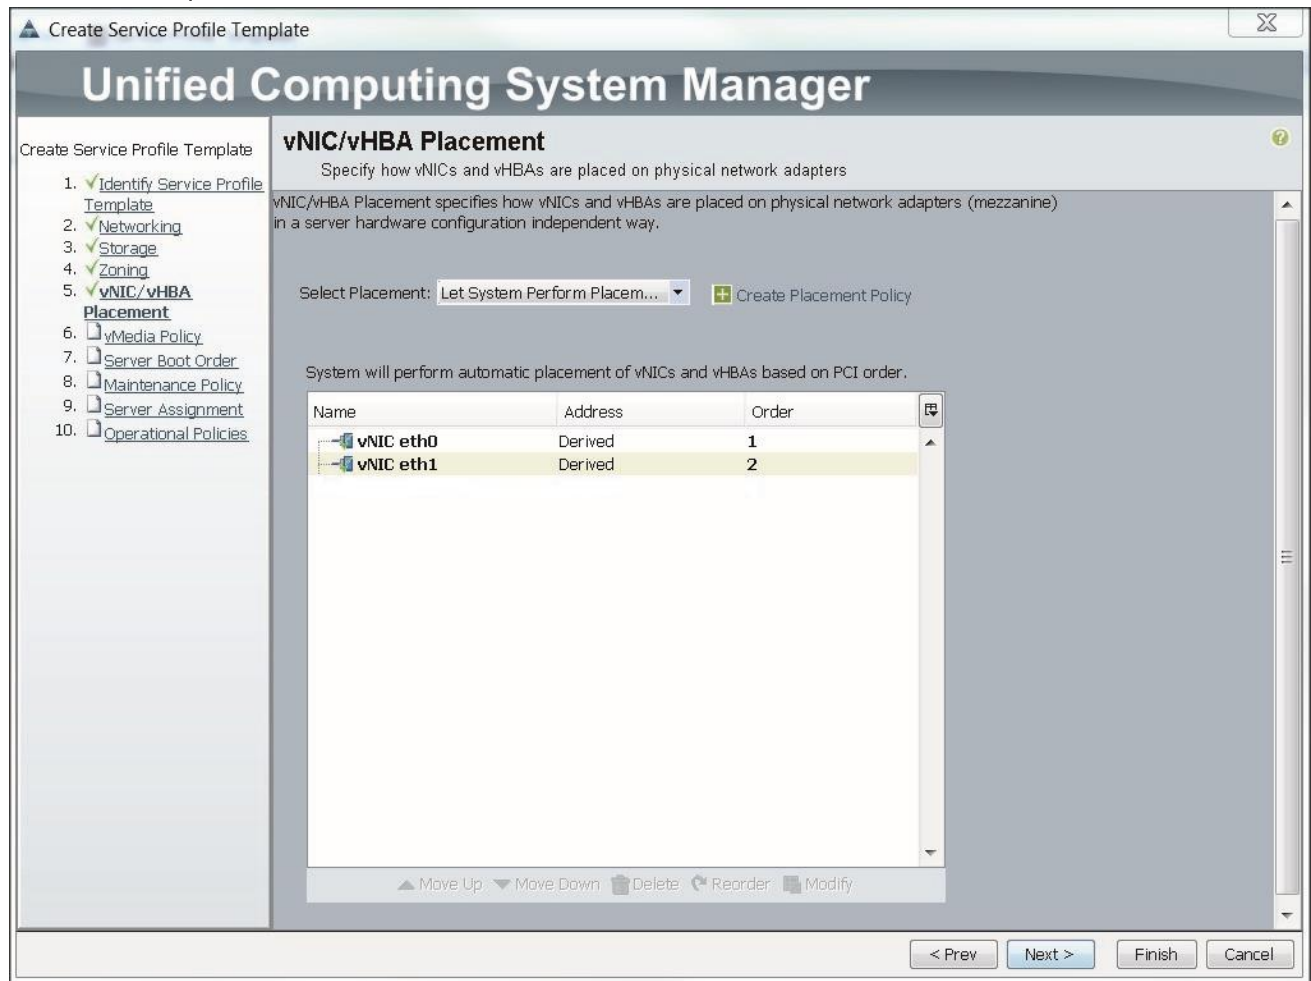 Create Service Profile Template
Unified Computing System Manager
Create Service Profile Template
1. Identify Service Profile
Template
2. Networking
3. Storage
4. Zoning
5. vNIC/vHBA
Placement
6. vMedia Policy
7. Server Boot Order
8. Maintenance Policy
9. Server Assignment
10. Operational Policies
vNIC/vHBA Placement
Specify how vNICs and vHBAs are placed on physical network adapters
vNIC/vHBA Placement specifies how vNICs and vHBAs are placed on physical network adapters (mezzanine)
in a server hardware configuration independent way.
Select Placement: Let System Perform Placem... Create Placement Policy
System will perform automatic placement of vNICs and vHBAs based on PCI order.
Name Address Order
vNIC eth0 Derived 1
vNIC eth1 Derived 2
Move Up Move Down Delete Reorder Modify
< Prev Next > Finish Cancel